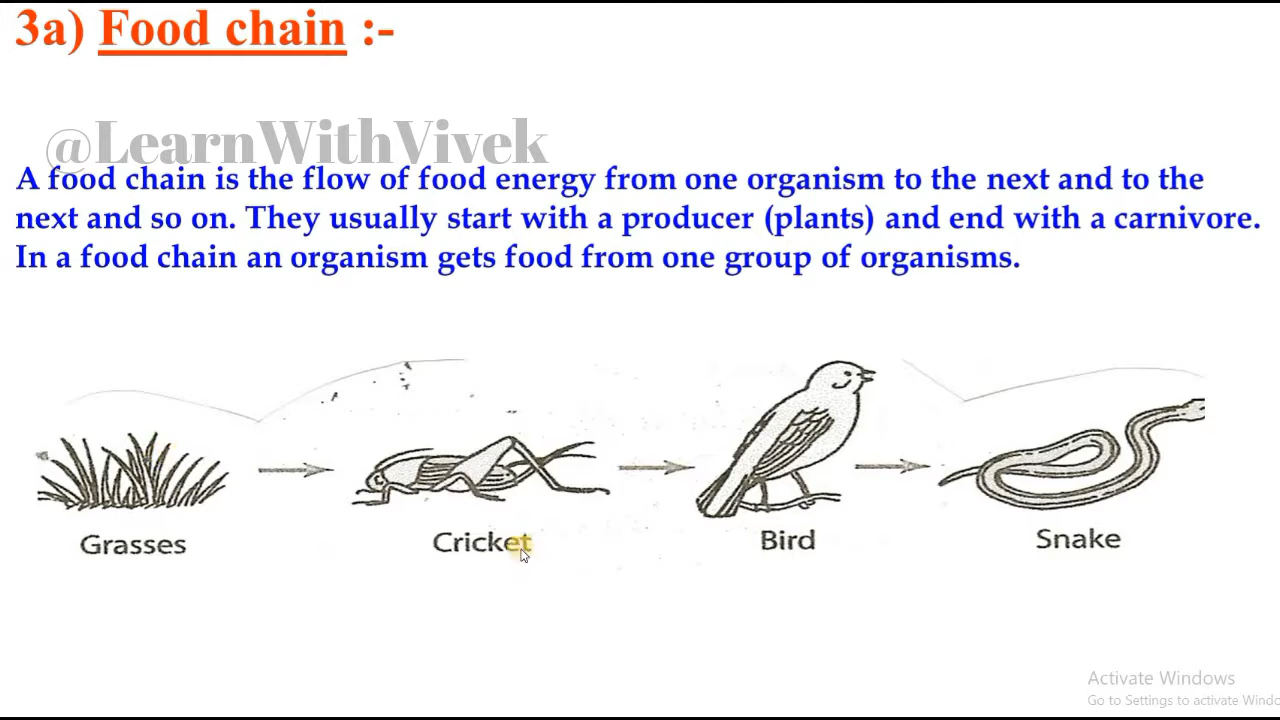 3a) Food chain :-
@LearnWithVivek
A food chain is the flow of food energy from one organism to the next and to the
next and so on. They usually start with a producer (plants) and end with a carnivore.
In a food chain an organism gets food from one group of organisms.
Grasses Cricket Bird Snake
Activate Windows
Go to Settings to activate